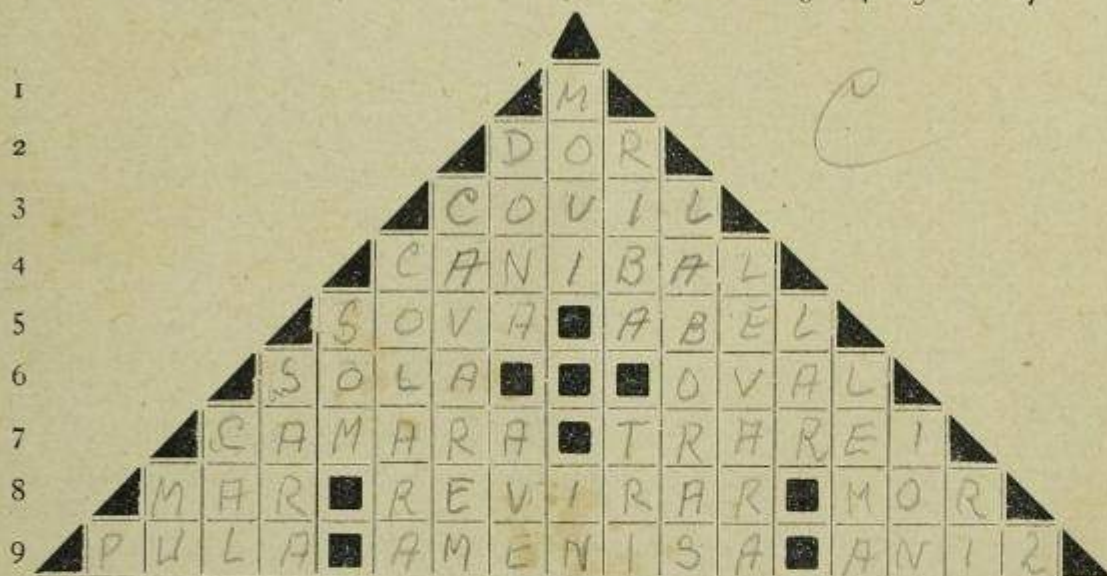 C
1 M
2 DOR
3 COVIL
4 CANIBAL
5 SOVA ABEL
6 SOLA OVAL
7 CAMARA TRAREI
8 MAR REVIRAR MOR
9 PULA AMENISA ANIZ